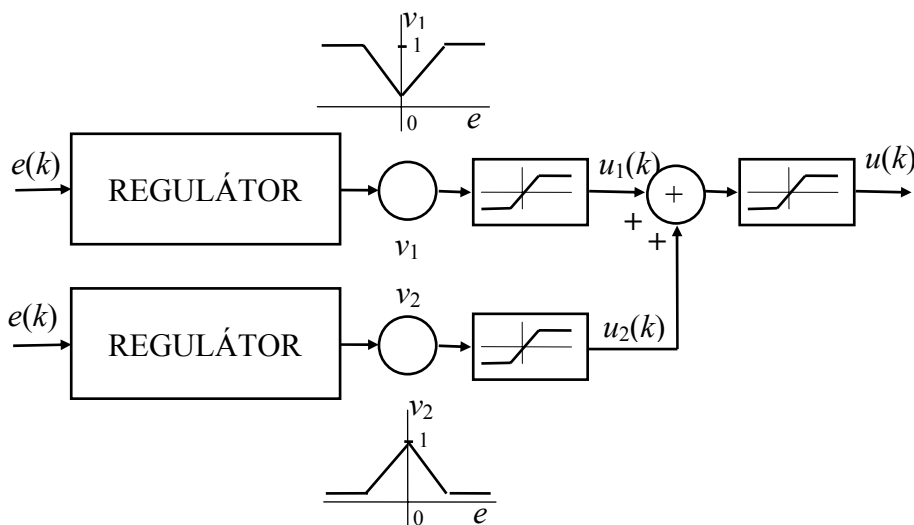 v1
1
0
e
e(k)
REGULÁTOR
v1
u1(k)
+
+
+
u(k)
e(k)
REGULÁTOR
v2
u2(k)
v2
1
0
e